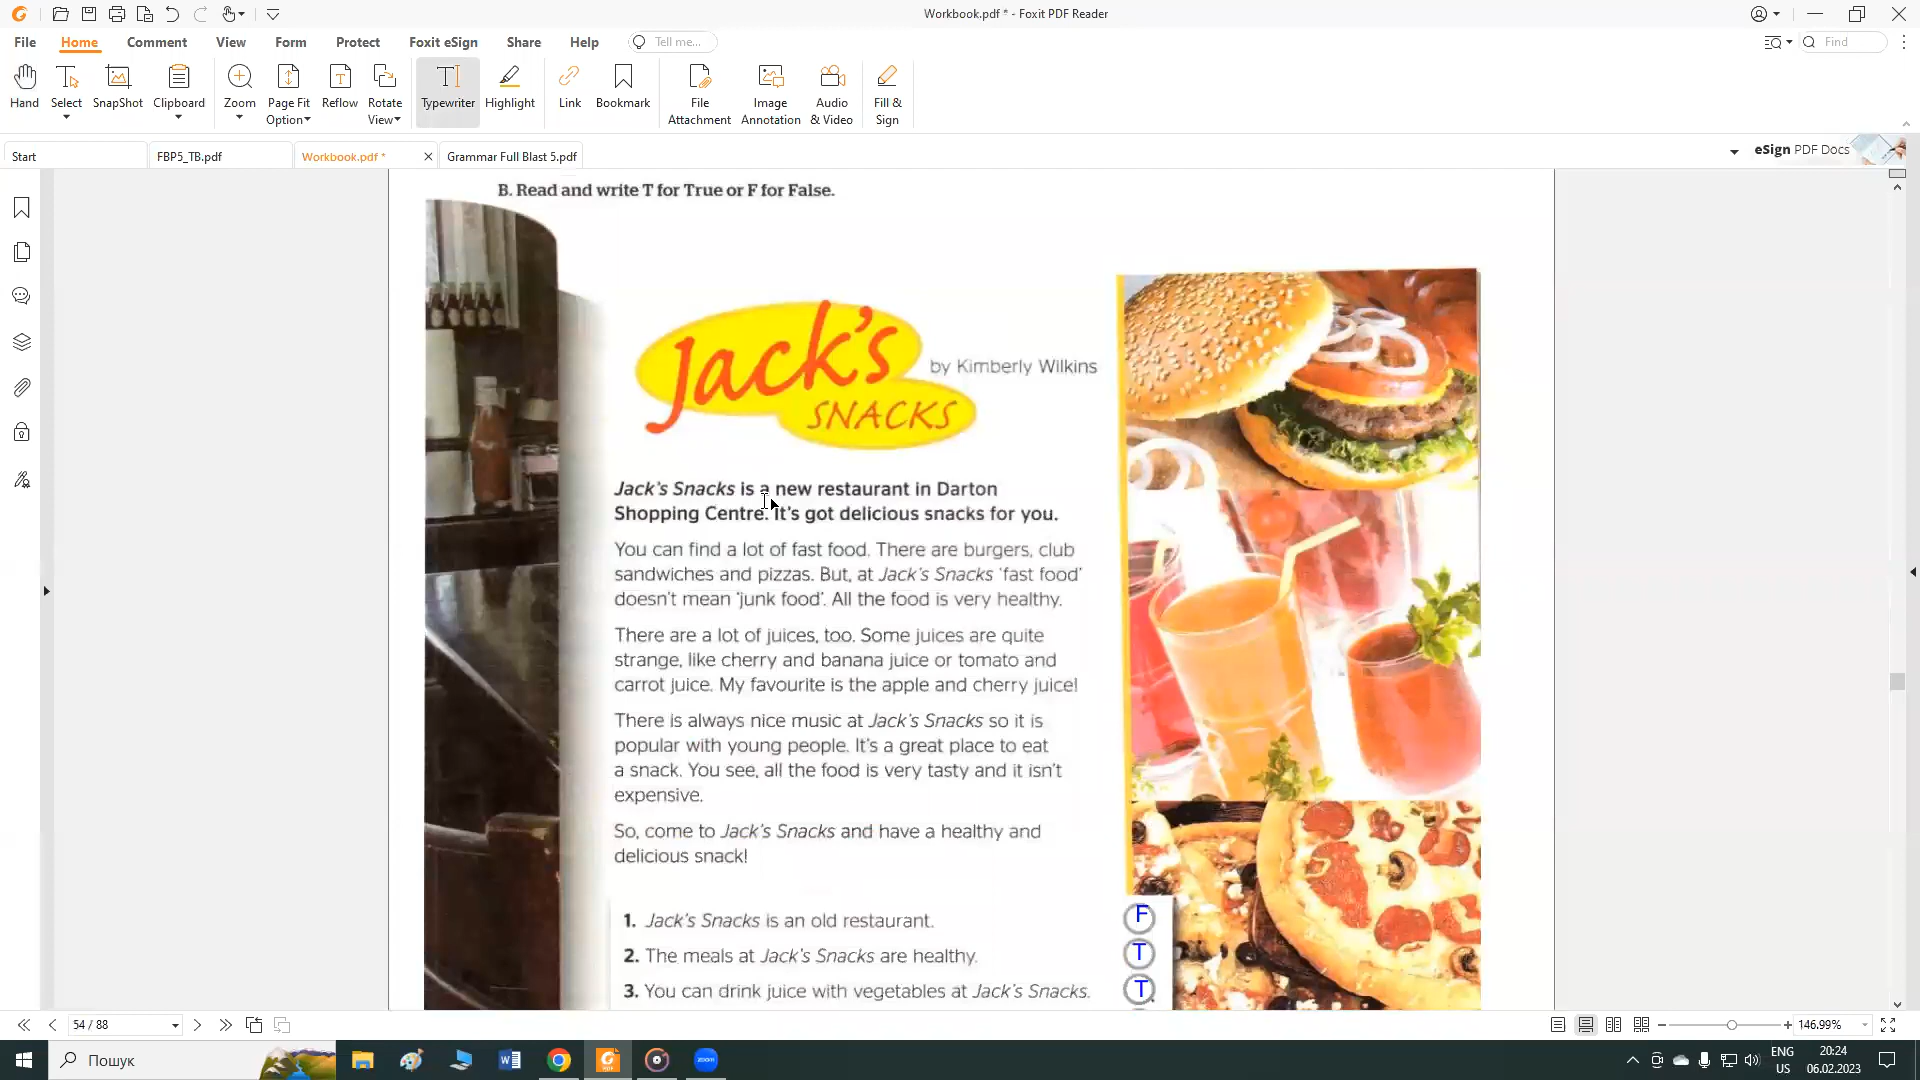 Workbook.pdf * - Foxit PDF Reader
File Home Comment View Form Protect Foxit eSign Share Help Tell me... Find
Hand Select SnapShot Clipboard Zoom Page Fit Option Reflow Rotate View Typewriter Highlight Link Bookmark File Attachment Image Annotation Audio & Video Fill & Sign
Start FBP5_TB.pdf Workbook.pdf * Grammar Full Blast 5.pdf eSign PDF Docs
B. Read and write T for True or F for False.
Jack's
SNACKS
by Kimberly Wilkins
Jack's Snacks is a new restaurant in Darton
Shopping Centre. It's got delicious snacks for you.
You can find a lot of fast food. There are burgers, club
sandwiches and pizzas. But, at Jack's Snacks 'fast food'
doesn't mean 'junk food'. All the food is very healthy.
There are a lot of juices, too. Some juices are quite
strange, like cherry and banana juice or tomato and
carrot juice. My favourite is the apple and cherry juice!
There is always nice music at Jack's Snacks so it is
popular with young people. It's a great place to eat
a snack. You see, all the food is very tasty and it isn't
expensive.
So, come to Jack's Snacks and have a healthy and
delicious snack!
1. Jack's Snacks is an old restaurant. F
2. The meals at Jack's Snacks are healthy. T
3. You can drink juice with vegetables at Jack's Snacks. T
54 / 88 146.99%
Пошук zoom ENG 20:24
US 06.02.2023